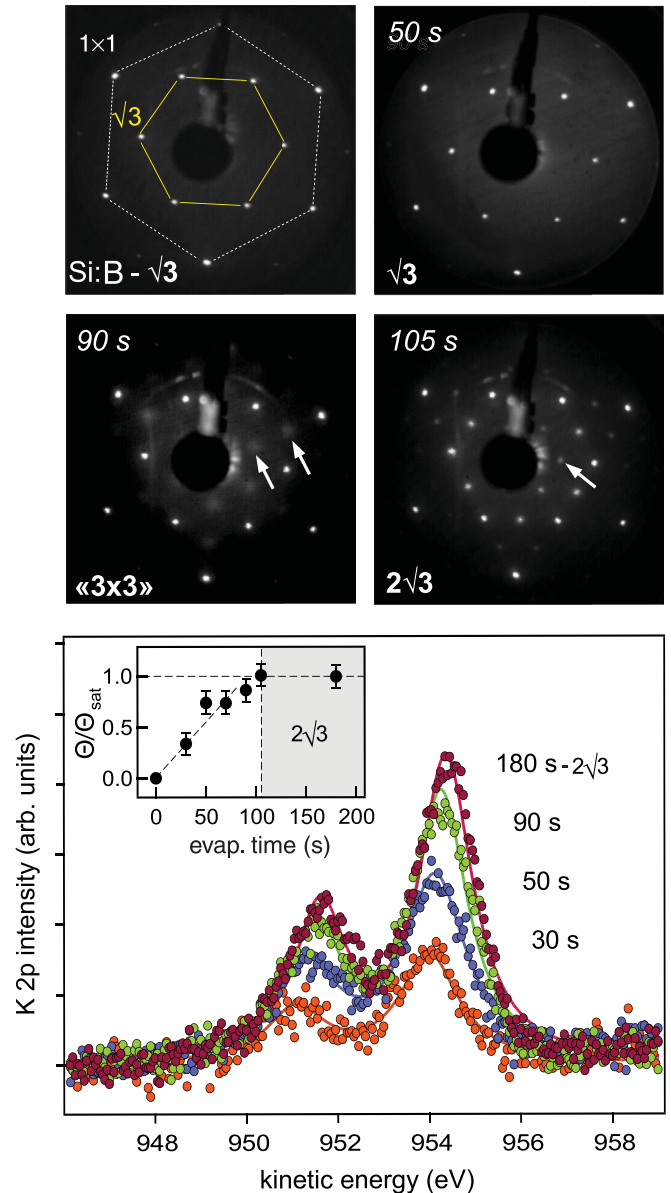 1×1
√3
Si:B - √3
50 s
√3
90 s
«3x3»
105 s
2√3
K 2p intensity (arb. units)
Θ/Θsat
1.0
0.5
0.0
2√3
0 50 100 150 200
evap. time (s)
180 s - 2√3
90 s
50 s
30 s
948 950 952 954 956 958
kinetic energy (eV)